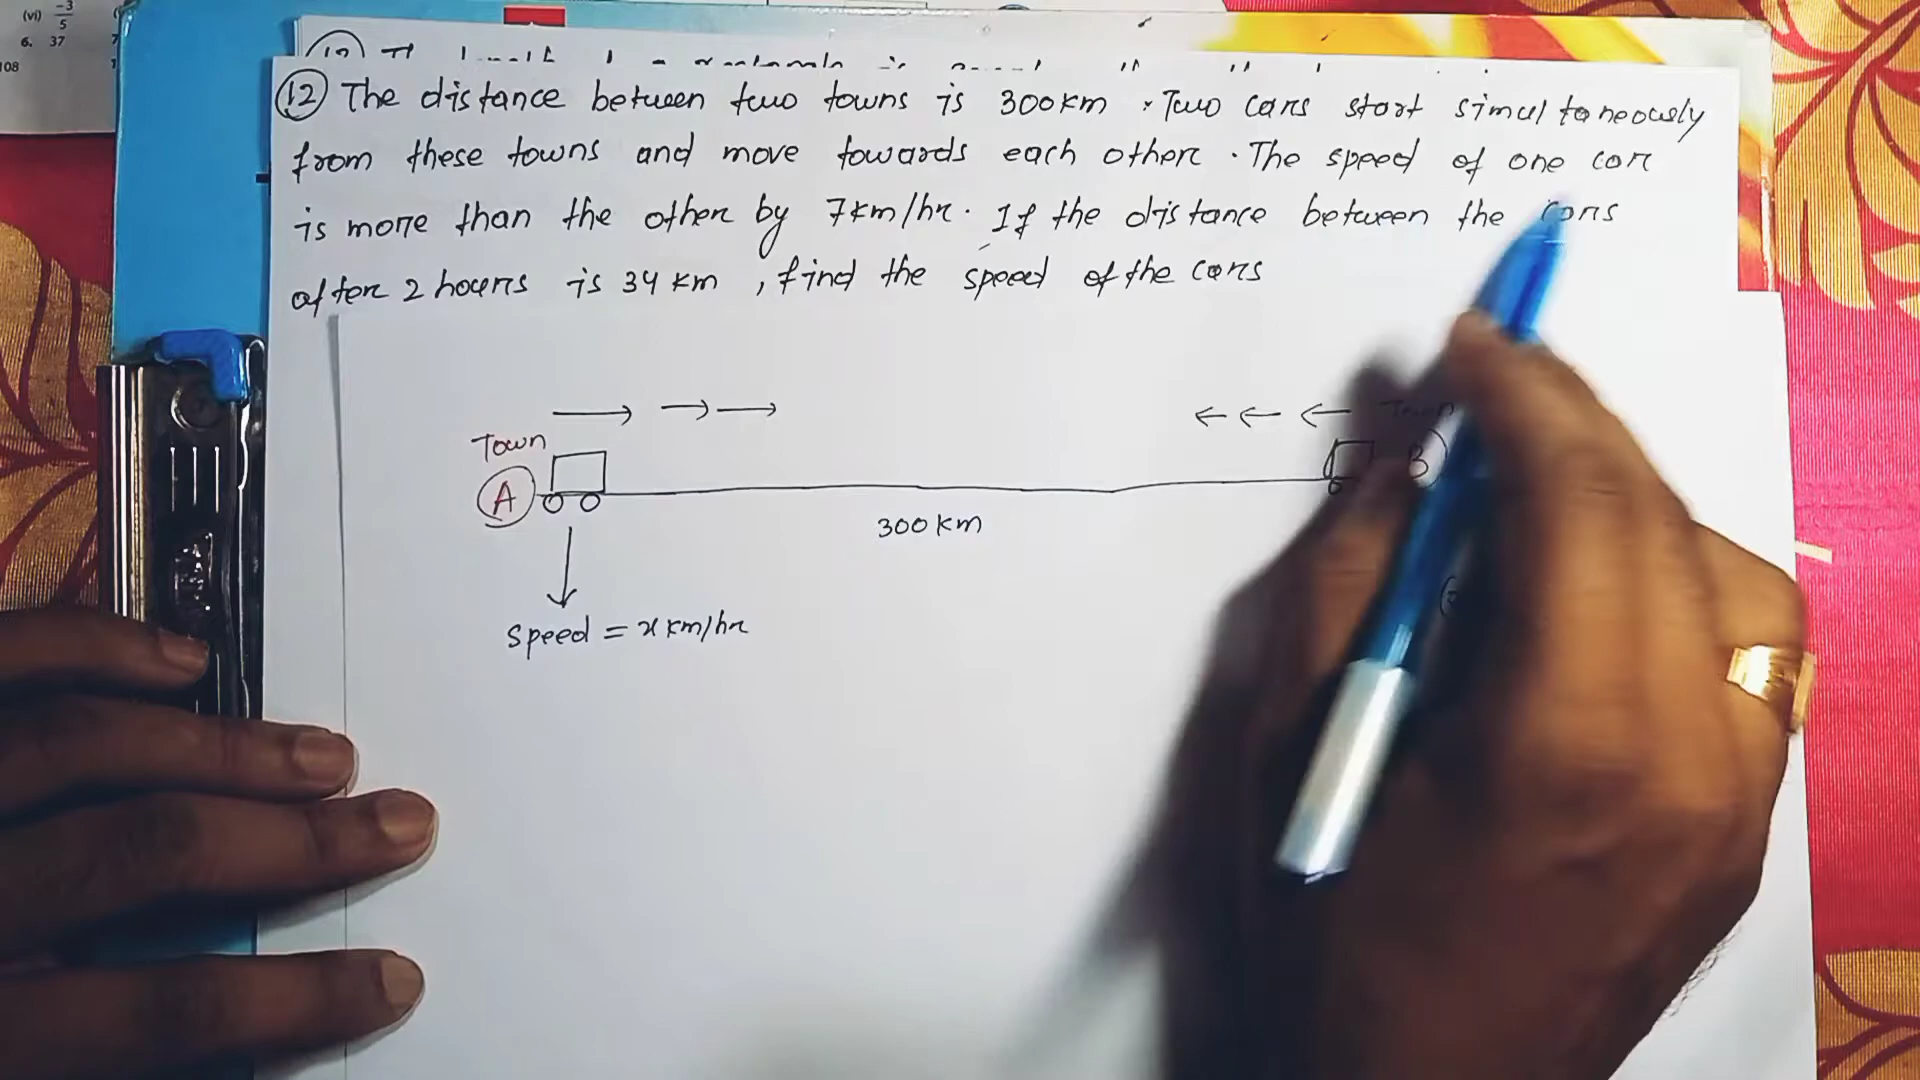 (vi) -3/5
6. 37
108
(12) The distance between two towns is 300km. Two cars start simultaneously
from these towns and move towards each other. The speed of one car
is more than the other by 7km/hr. If the distance between the cars
after 2 hours is 34 km, find the speed of the cars
Town
Town
A
B
300 km
speed = x km/hr